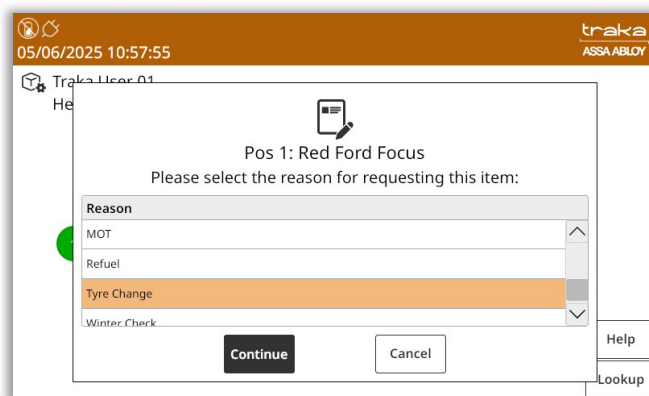 traka
05/06/2025 10:57:55
ASSA ABLOY
Traka User 01
He
Pos 1: Red Ford Focus
Please select the reason for requesting this item:
Reason
MOT
Refuel
Tyre Change
Winter Check
Continue
Cancel
Help
Lookup